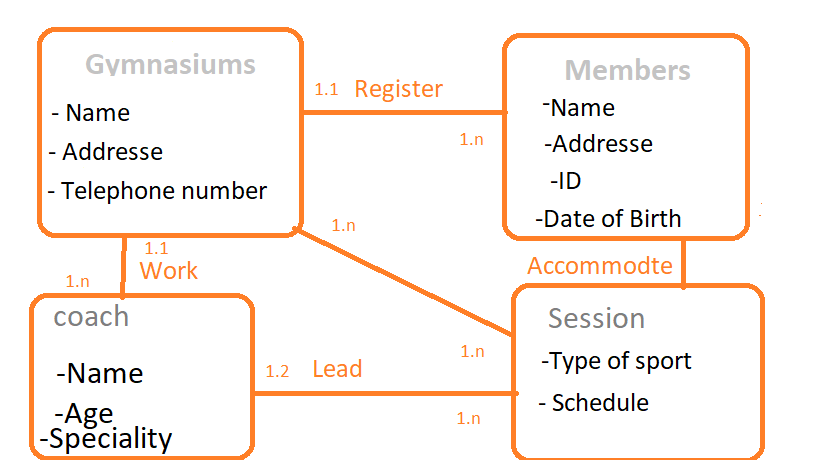 Gymnasiums
- Name
- Addresse
- Telephone number
1.1 Register
1.n
Members
-Name
-Addresse
-ID
-Date of Birth
1.n
1.1
Work
1.n
Accommodte
coach
-Name
-Age
-Speciality
1.2 Lead
1.n
1.n
Session
-Type of sport
- Schedule